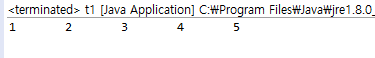 <terminated> t1 [Java Application] C:₩Program Files₩Java₩jre1.8.0_
1 2 3 4 5